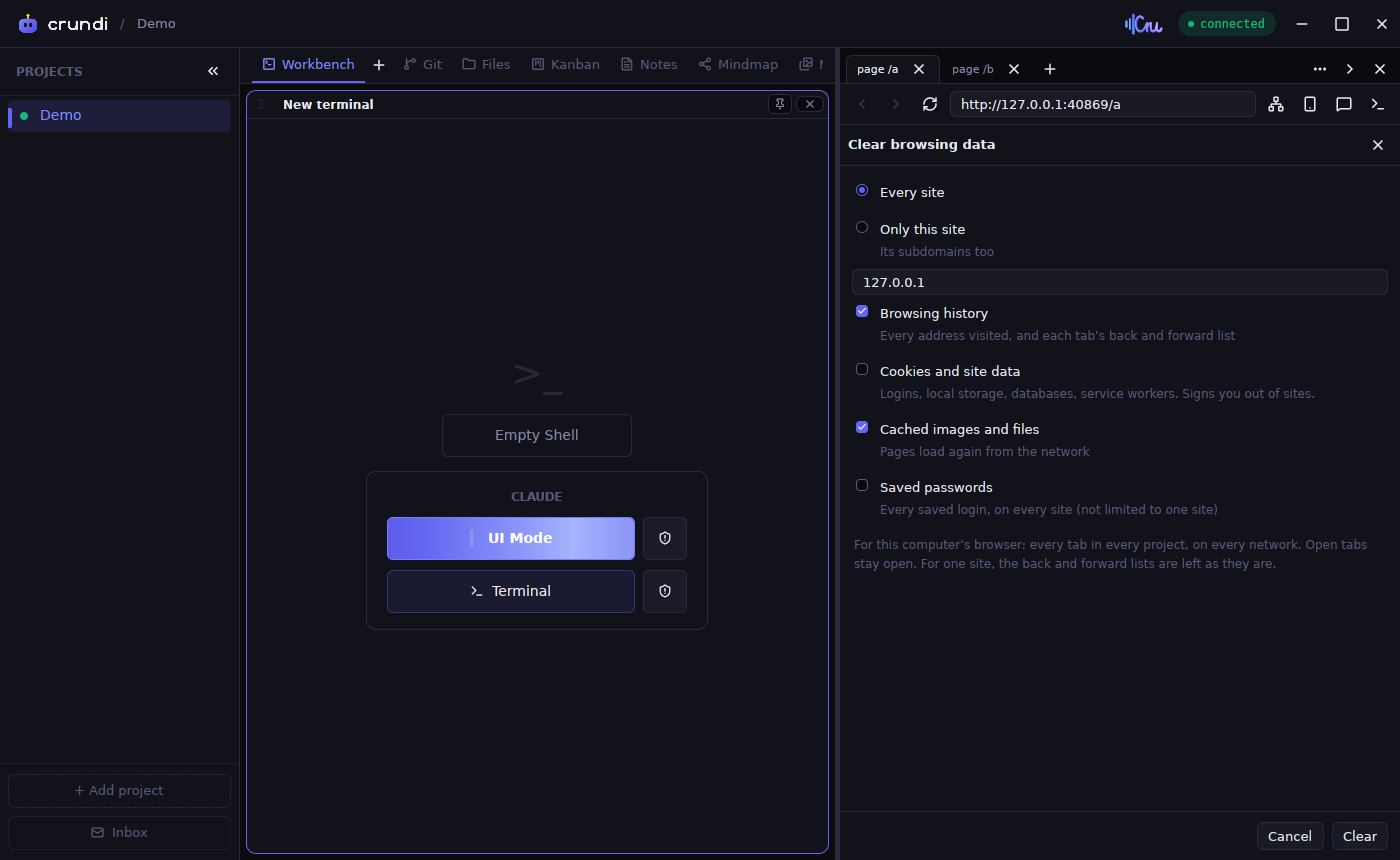 crundi / Demo
Cru
connected
PROJECTS
Demo
+ Add project
Inbox
Workbench
Git
Files
Kanban
Notes
Mindmap
New terminal
>_
Empty Shell
CLAUDE
UI Mode
Terminal
page /a
page /b
http://127.0.0.1:40869/a
Clear browsing data
Every site
Only this site
Its subdomains too
127.0.0.1
Browsing history
Every address visited, and each tab’s back and forward list
Cookies and site data
Logins, local storage, databases, service workers. Signs you out of sites.
Cached images and files
Pages load again from the network
Saved passwords
Every saved login, on every site (not limited to one site)
For this computer’s browser: every tab in every project, on every network. Open tabs
stay open. For one site, the back and forward lists are left as they are.
Cancel
Clear